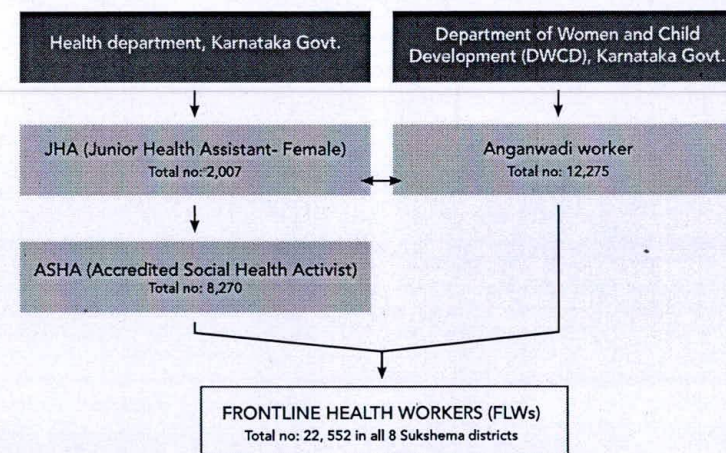 Health department, Karnataka Govt.
Department of Women and Child
Development (DWCD), Karnataka Govt.
JHA (Junior Health Assistant- Female)
Total no: 2,007
Anganwadi worker
Total no: 12,275
ASHA (Accredited Social Health Activist)
Total no: 8,270
FRONTLINE HEALTH WORKERS (FLWs)
Total no: 22, 552 in all 8 Sukshema districts